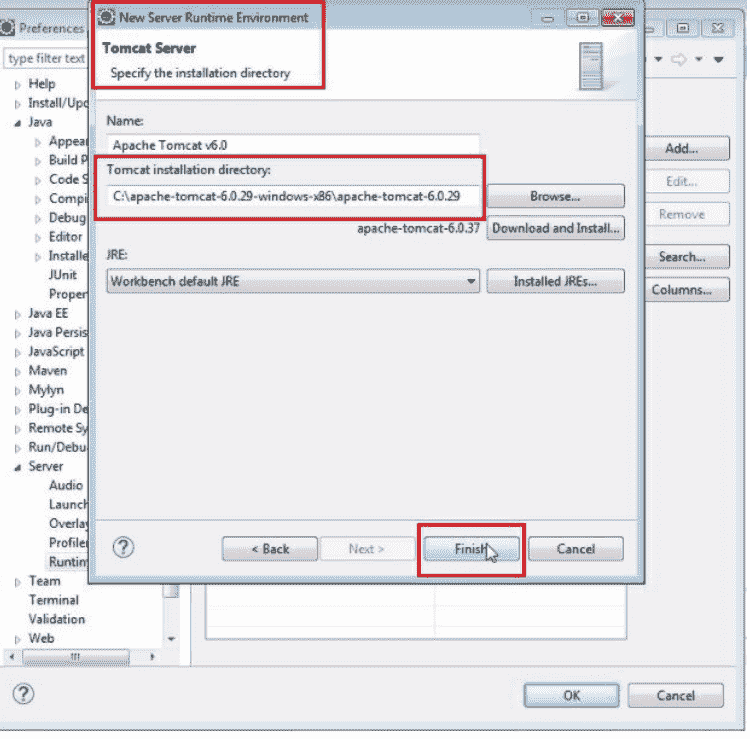 Preferences
New Server Runtime Environment
Tomcat Server
Specify the installation directory
type filter text
Help
Install/Upd
Java
Appear
Build P
Code S
Compi
Debug
Editor
Installe
JUnit
Proper
Java EE
Java Persis
JavaScript
Maven
Mylyn
Plug-in De
Remote Sy
Run/Debu
Server
Audio
Launch
Overlay
Profiler
Runtin
Team
Terminal
Validation
Web
Name:
Apache Tomcat v6.0
Tomcat installation directory:
C:\apache-tomcat-6.0.29-windows-x86\apache-tomcat-6.0.29
Browse...
apache-tomcat-6.0.37 Download and Install...
JRE:
Workbench default JRE
Installed JREs...
Add...
Edit...
Remove
Search...
Columns...
? < Back Next > Finish Cancel
? OK Cancel